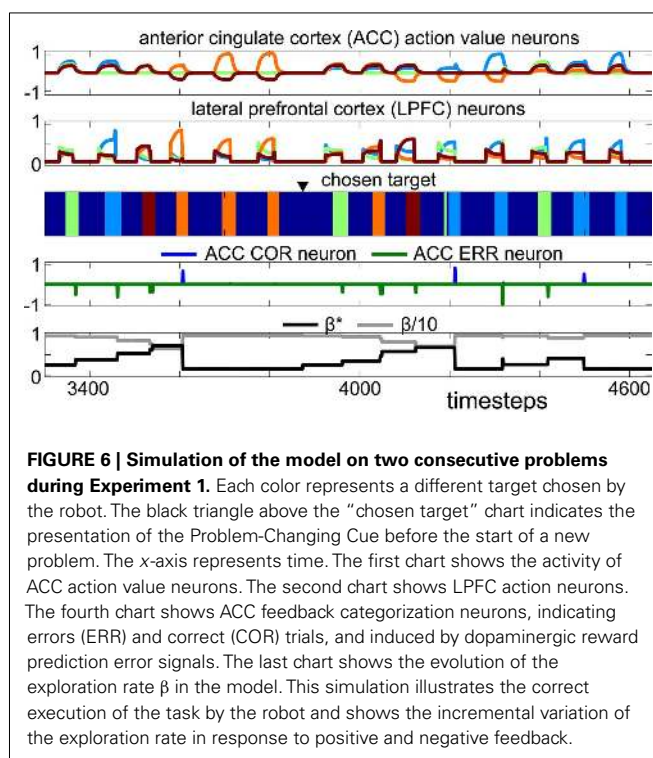 anterior cingulate cortex (ACC) action value neurons
1
-1
lateral prefrontal cortex (LPFC) neurons
1
0
chosen target
ACC COR neuron ACC ERR neuron
1
-1
β* β/10
1
0
3400 4000 4600
timesteps
FIGURE 6 | Simulation of the model on two consecutive problems
during Experiment 1. Each color represents a different target chosen by
the robot. The black triangle above the “chosen target” chart indicates the
presentation of the Problem-Changing Cue before the start of a new
problem. The x-axis represents time. The first chart shows the activity of
ACC action value neurons. The second chart shows LPFC action neurons.
The fourth chart shows ACC feedback categorization neurons, indicating
errors (ERR) and correct (COR) trials, and induced by dopaminergic reward
prediction error signals. The last chart shows the evolution of the
exploration rate β in the model. This simulation illustrates the correct
execution of the task by the robot and shows the incremental variation of
the exploration rate in response to positive and negative feedback.